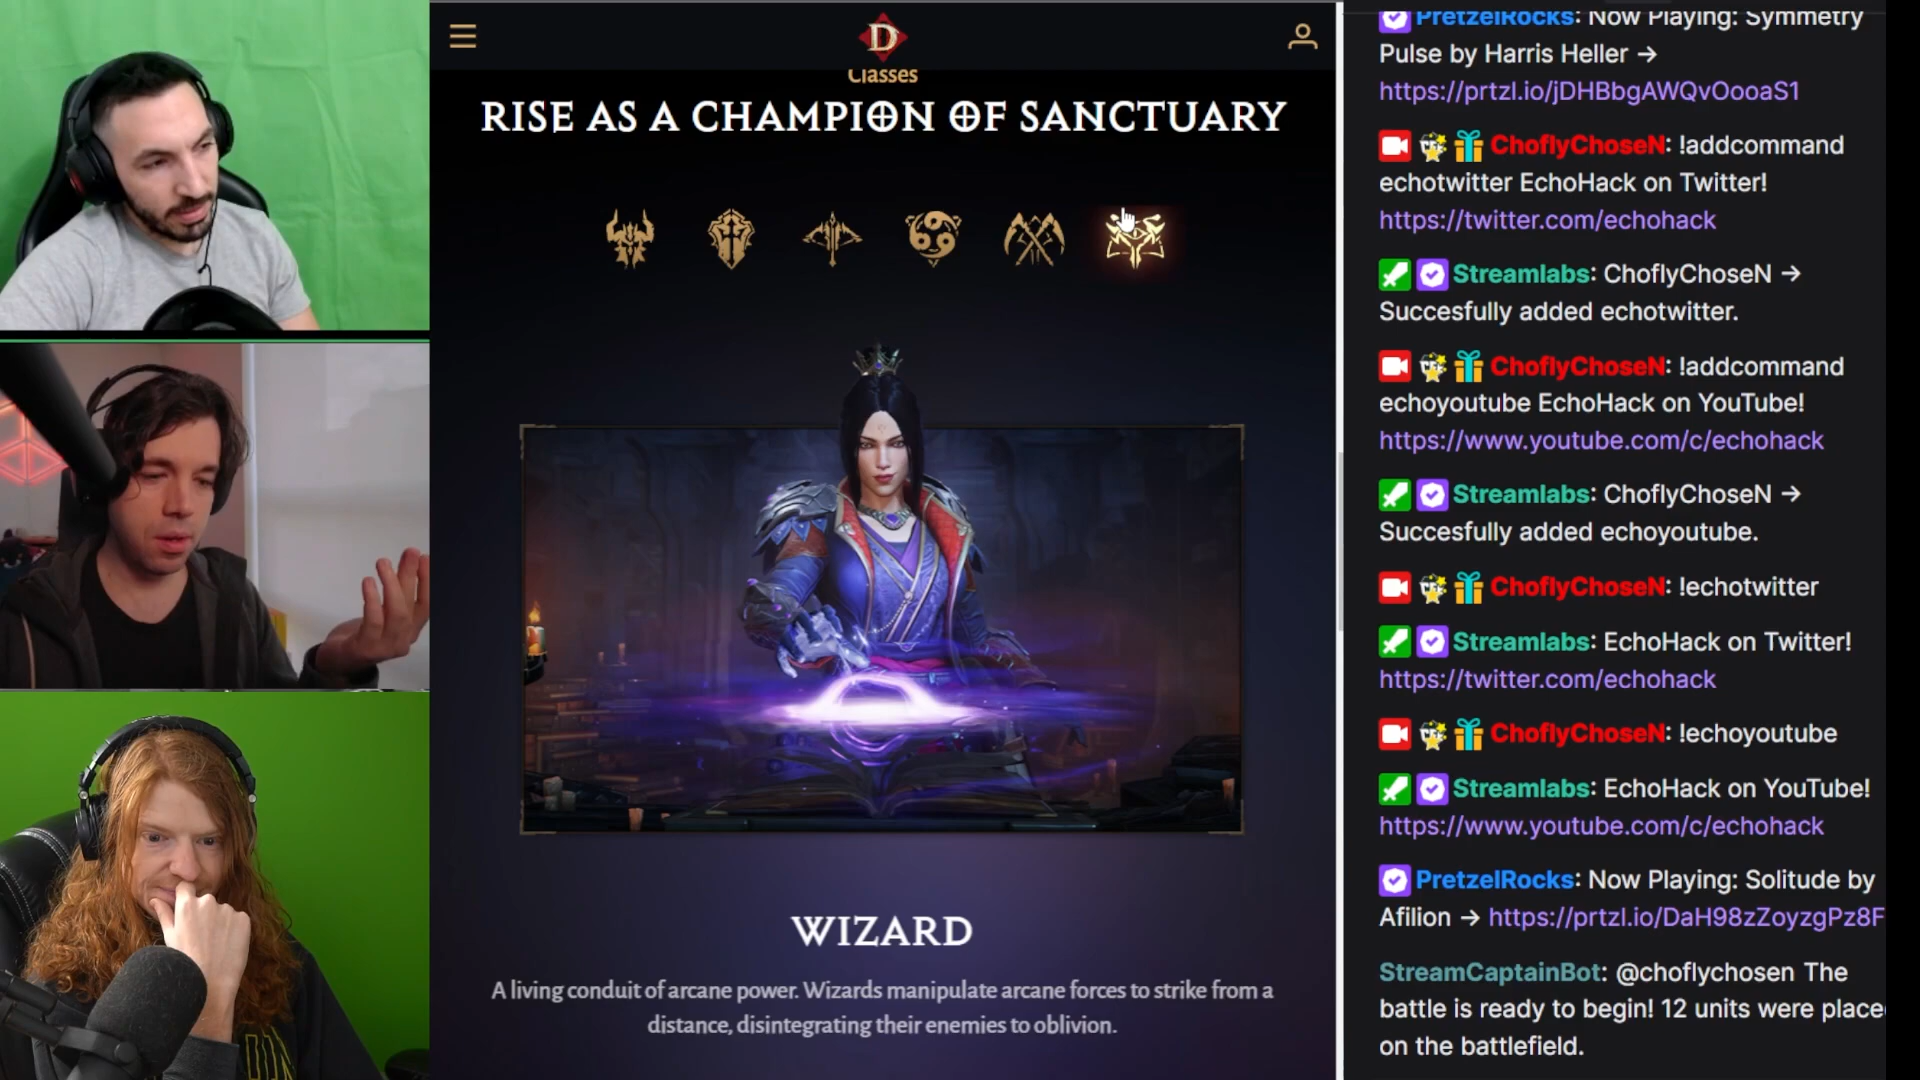 D
Classes
RISE AS A CHAMPION OF SANCTUARY
WIZARD
A living conduit of arcane power. Wizards manipulate arcane forces to strike from a
distance, disintegrating their enemies to oblivion.
PretzelRocks: Now Playing: Symmetry
Pulse by Harris Heller →
https://prtzl.io/jDHBbgAWQvOooaS1
ChoflyChoseN: !addcommand
echotwitter EchoHack on Twitter!
https://twitter.com/echohack
Streamlabs: ChoflyChoseN →
Succesfully added echotwitter.
ChoflyChoseN: !addcommand
echoyoutube EchoHack on YouTube!
https://www.youtube.com/c/echohack
Streamlabs: ChoflyChoseN →
Succesfully added echoyoutube.
ChoflyChoseN: !echotwitter
Streamlabs: EchoHack on Twitter!
https://twitter.com/echohack
ChoflyChoseN: !echoyoutube
Streamlabs: EchoHack on YouTube!
https://www.youtube.com/c/echohack
PretzelRocks: Now Playing: Solitude by
Afilion → https://prtzl.io/DaH98zZoyzgPz8F
StreamCaptainBot: @choflychosen The
battle is ready to begin! 12 units were place
on the battlefield.